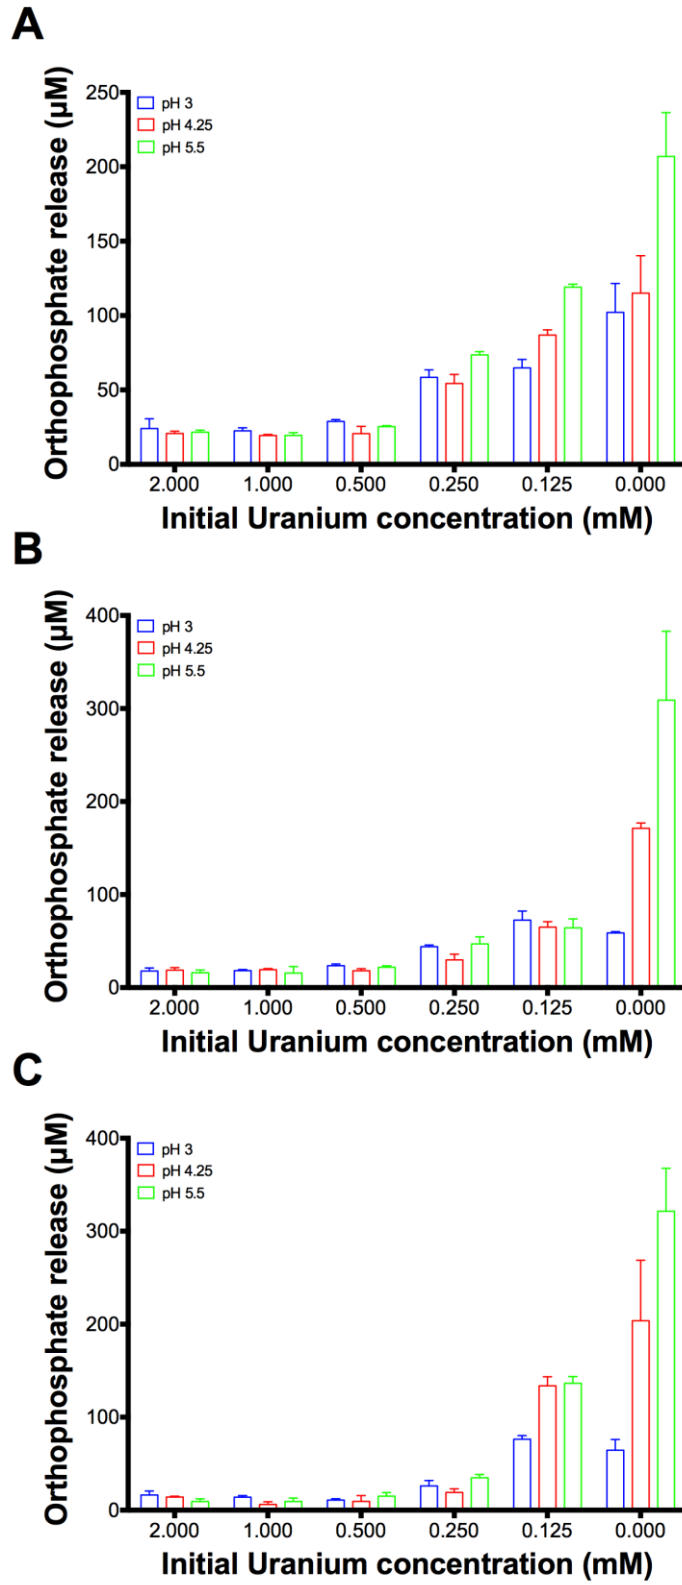 A
Orthophosphate release (µM)
250
200
150
100
50
0
pH 3
pH 4.25
pH 5.5
2.000 1.000 0.500 0.250 0.125 0.000
Initial Uranium concentration (mM)
B
Orthophosphate release (µM)
400
300
200
100
0
pH 3
pH 4.25
pH 5.5
2.000 1.000 0.500 0.250 0.125 0.000
Initial Uranium concentration (mM)
C
Orthophosphate release (µM)
400
300
200
100
0
pH 3
pH 4.25
pH 5.5
2.000 1.000 0.500 0.250 0.125 0.000
Initial Uranium concentration (mM)